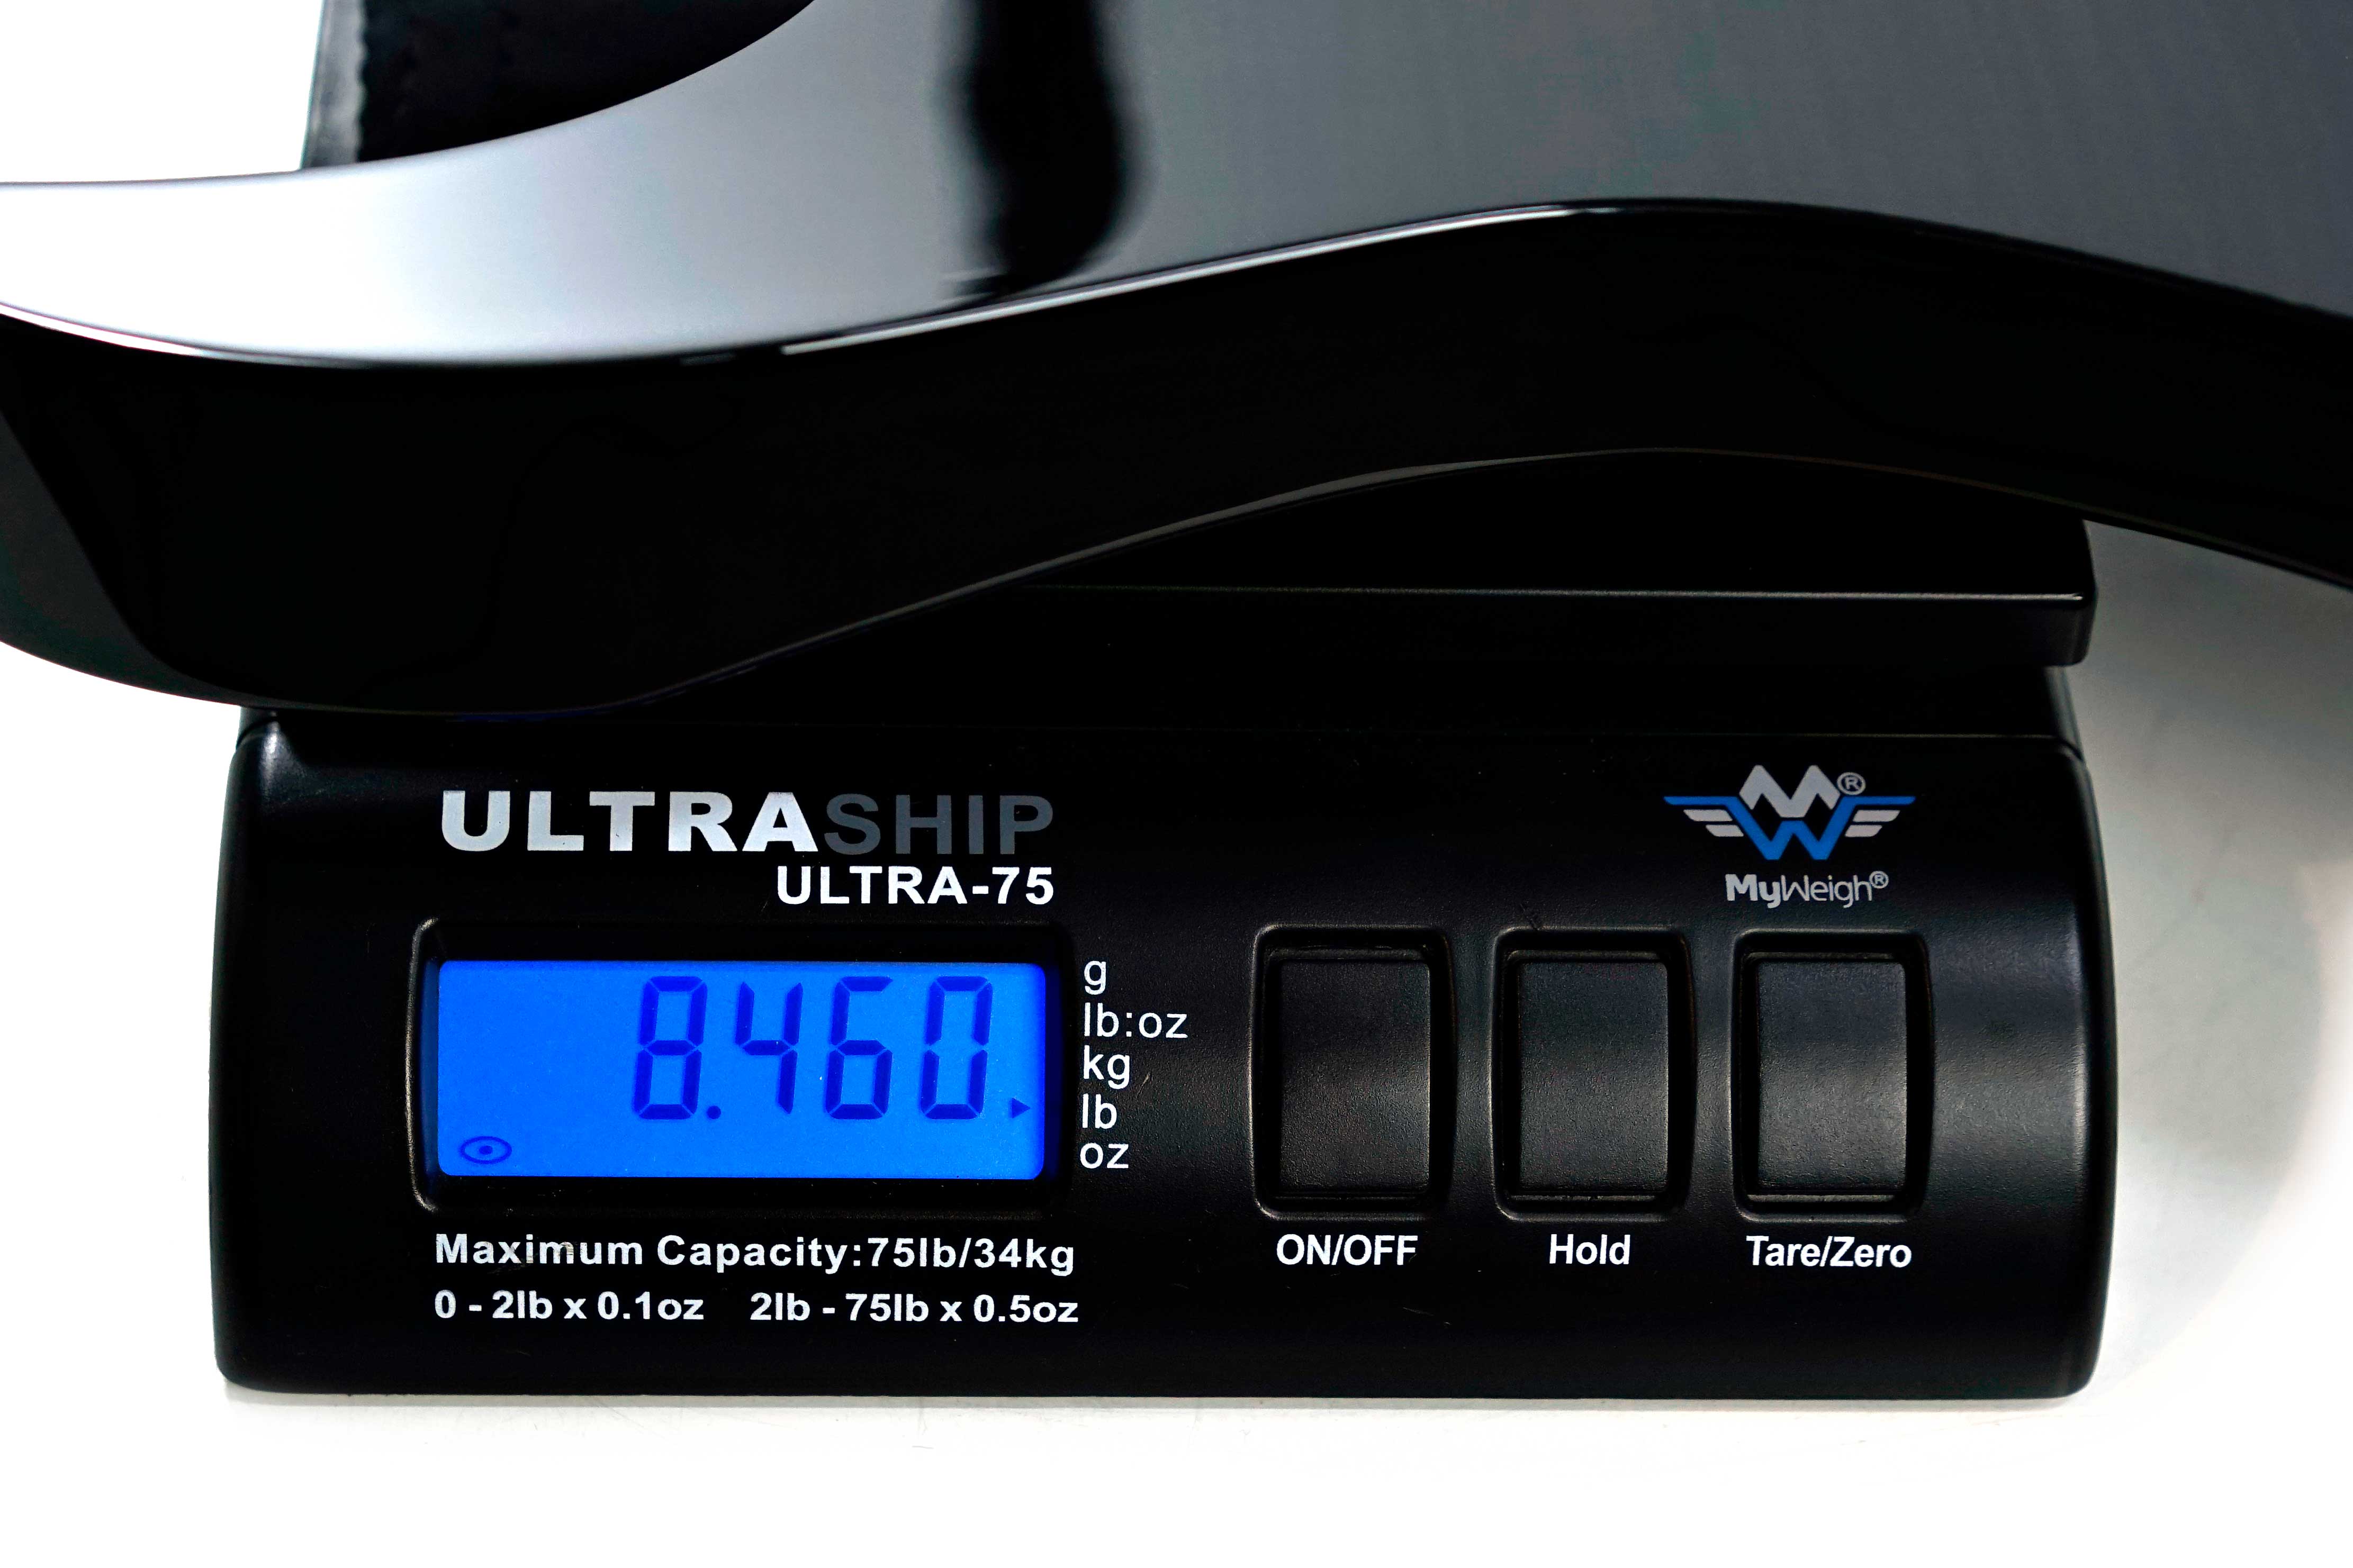 ULTRASHIP
ULTRA-75
MW®
MyWeigh®
8.460
g
lb:oz
kg
lb
oz
Maximum Capacity:75lb/34kg
0 - 2lb x 0.1oz 2lb - 75lb x 0.5oz
ON/OFF
Hold
Tare/Zero